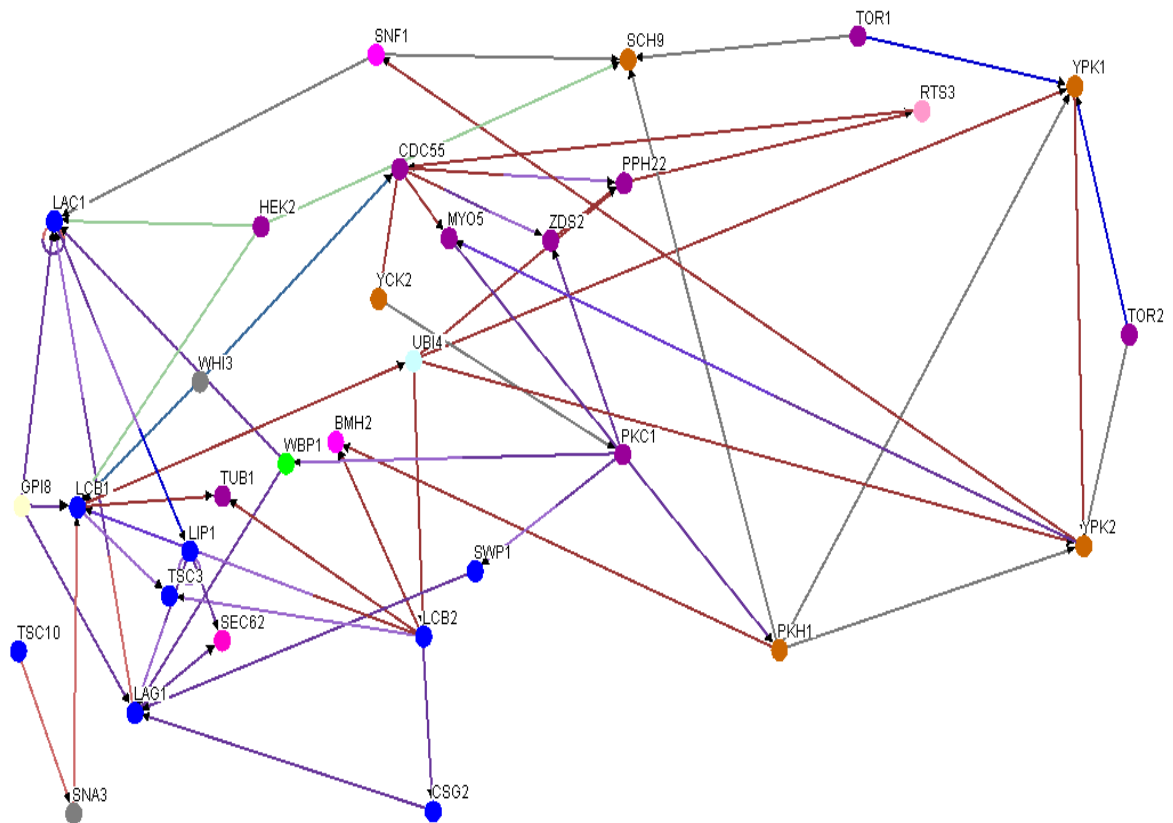 TOR1
SNF1
SCH9
YPK1
RTS3
CDC55
PPH22
LAC1
HEK2
MYO5
ZDS2
YCK2
TOR2
UBI4
WHI3
BMH2
PKC1
WBP1
TUB1
GPI8
LCB1
LIP1
YPK2
SWP1
TSC3
SEC62
LCB2
PKH1
TSC10
LAG1
SNA3
CSG2